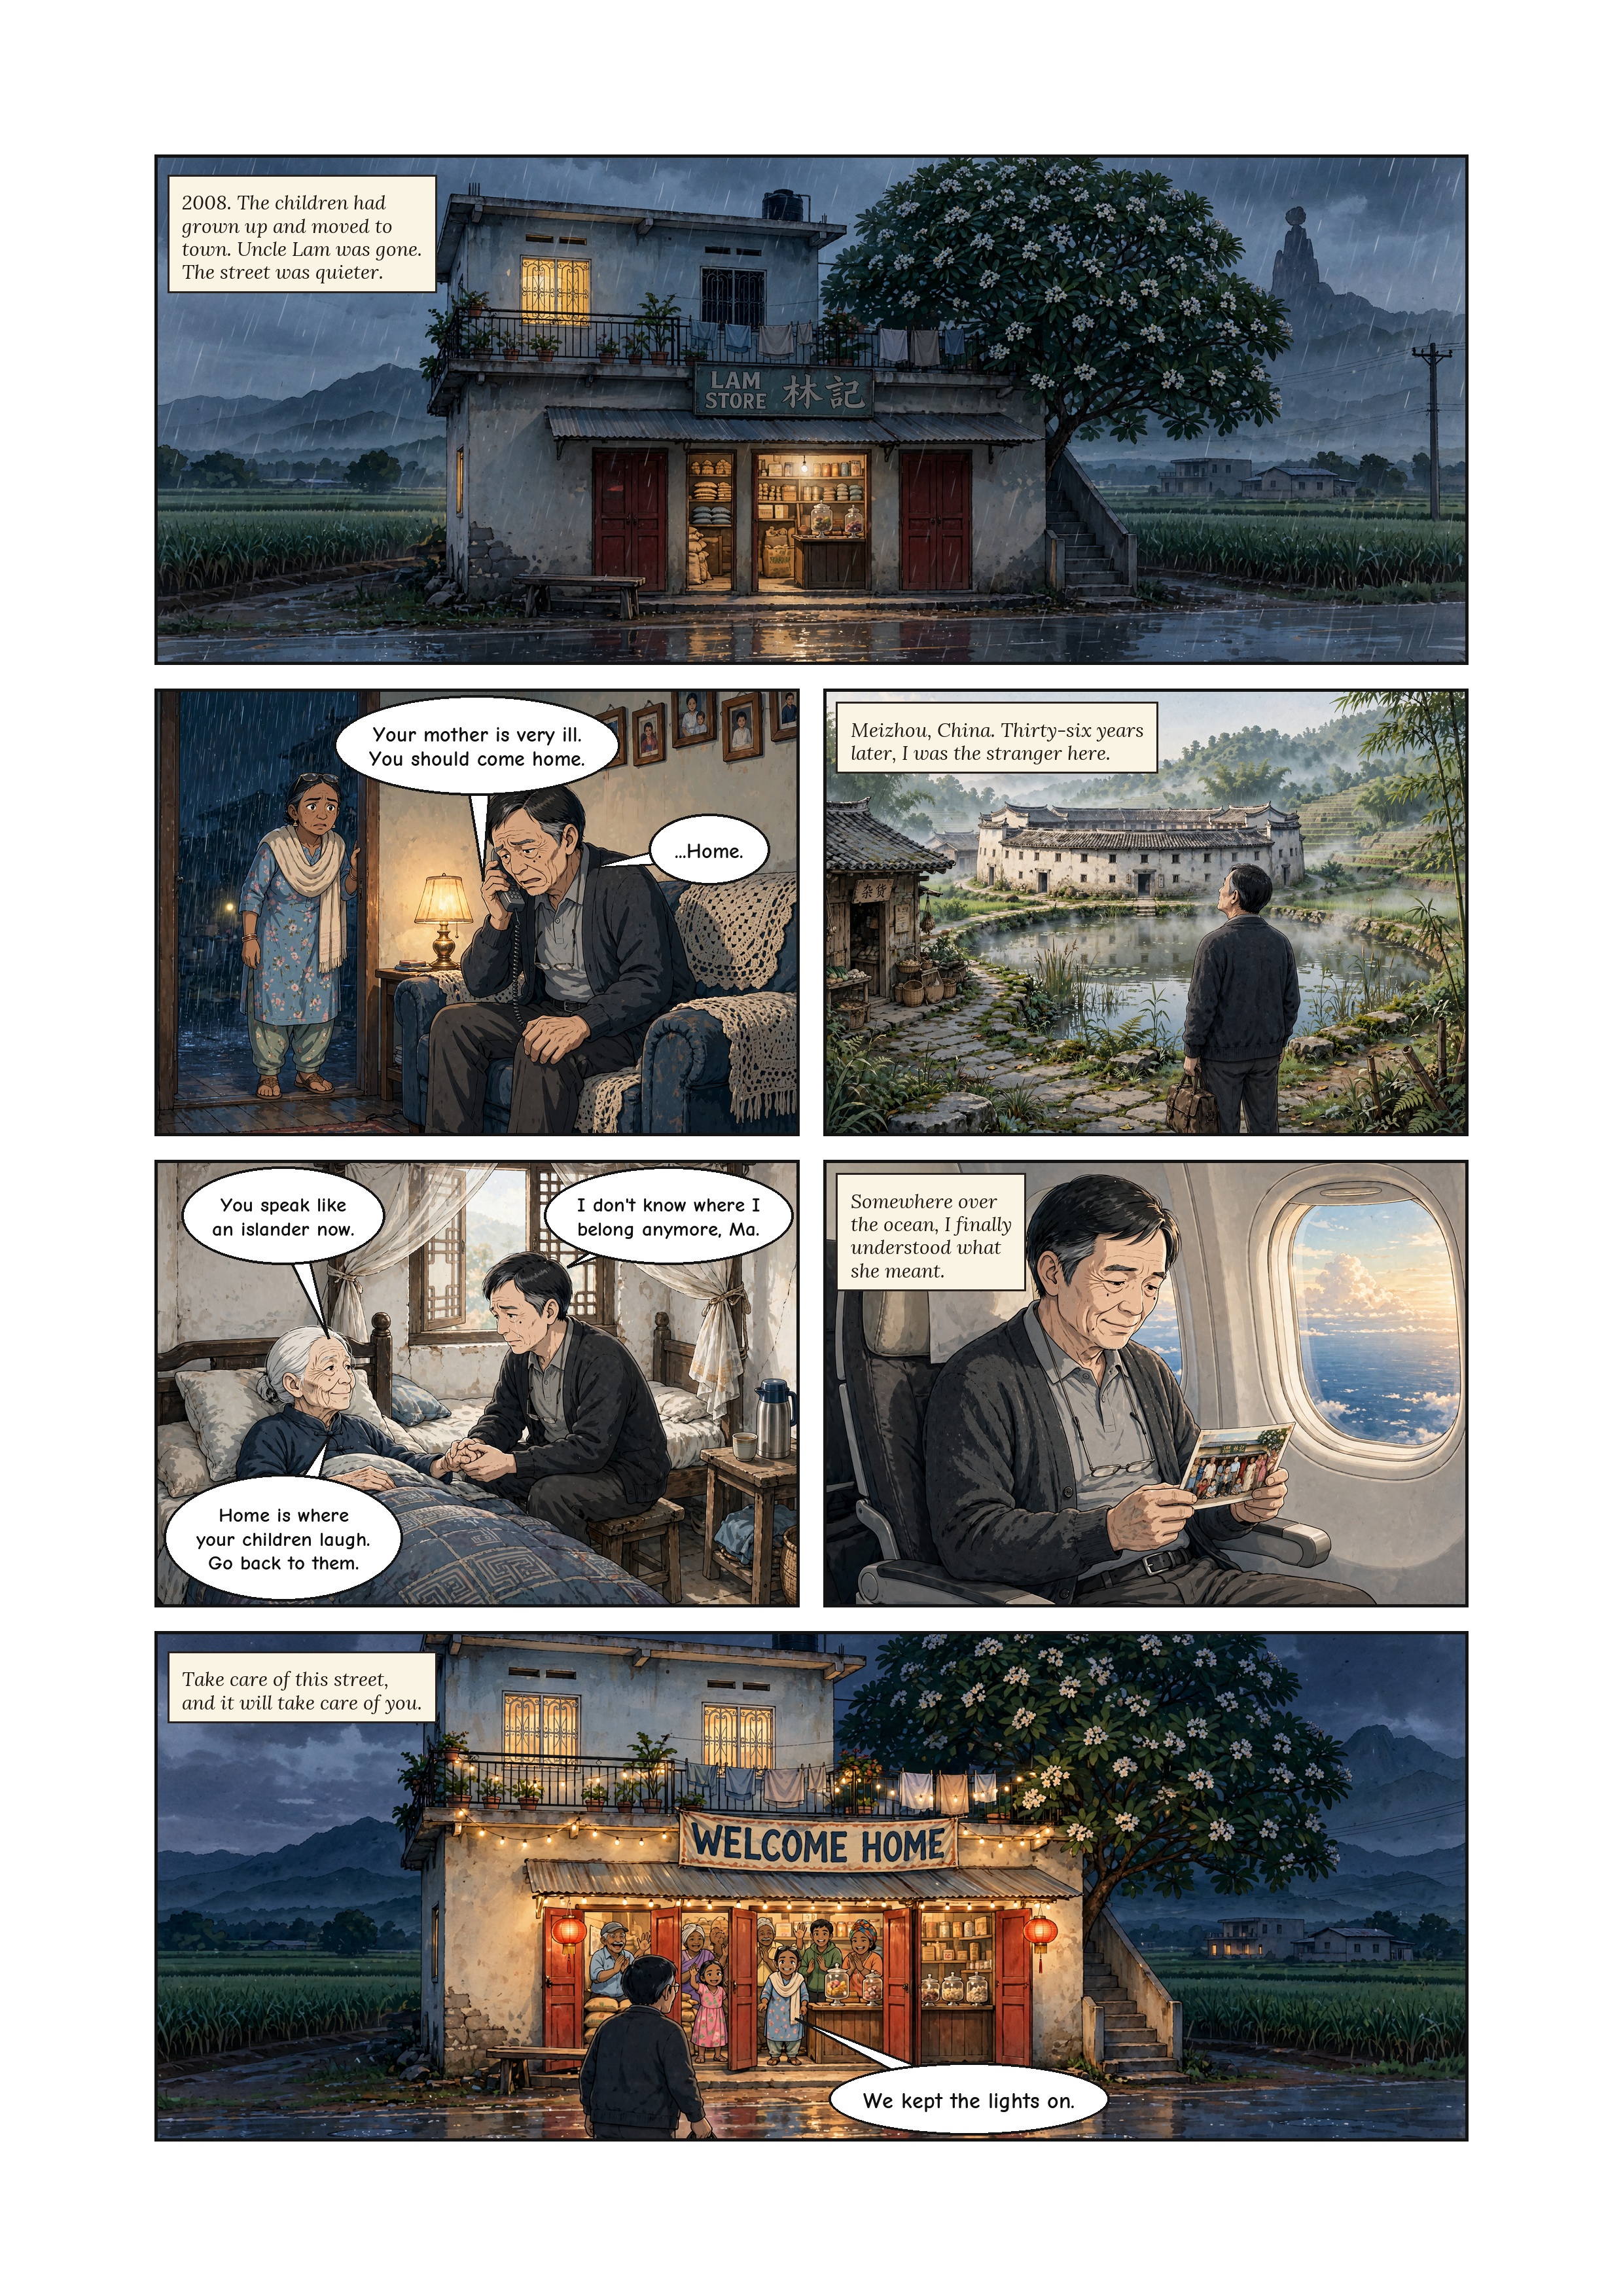 2008. The children had
grown up and moved to
town. Uncle Lam was gone.
The street was quieter.
LAM
STORE
林記
Your mother is very ill.
You should come home.
...Home.
Meizhou, China. Thirty-six years
later, I was the stranger here.
杂货
You speak like
an islander now.
I don't know where I
belong anymore, Ma.
Home is where
your children laugh.
Go back to them.
Somewhere over
the ocean, I finally
understood what
she meant.
Take care of this street,
and it will take care of you.
WELCOME HOME
We kept the lights on.